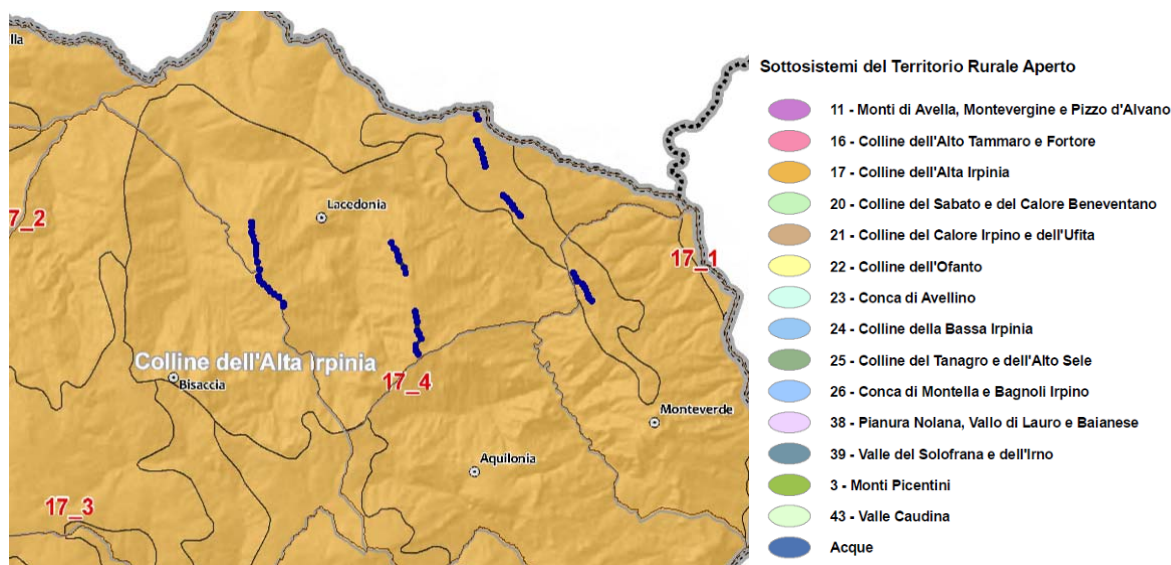 lla
Lacedonia
17_2
17_1
Colline dell'Alta Irpinia
Bisaccia
17_4
Monteverde
Aquilonia
17_3
Sottosistemi del Territorio Rurale Aperto
11 - Monti di Avella, Montevergine e Pizzo d'Alvano
16 - Colline dell'Alto Tammaro e Fortore
17 - Colline dell'Alta Irpinia
20 - Colline del Sabato e del Calore Beneventano
21 - Colline del Calore Irpino e dell'Ufita
22 - Colline dell'Ofanto
23 - Conca di Avellino
24 - Colline della Bassa Irpinia
25 - Colline del Tanagro e dell'Alto Sele
26 - Conca di Montella e Bagnoli Irpino
38 - Pianura Nolana, Vallo di Lauro e Baianese
39 - Valle del Solofrana e dell'Irno
3 - Monti Picentini
43 - Valle Caudina
Acque